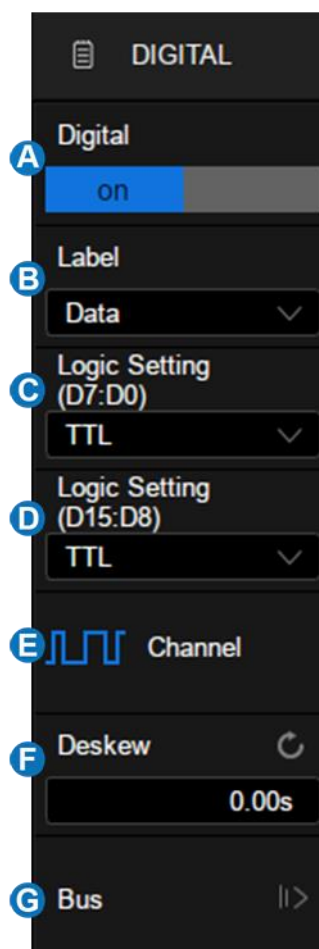 DIGITAL
Digital
A
on
Label
B
Data
Logic Setting
C
(D7:D0)
TTL
Logic Setting
D
(D15:D8)
TTL
E
Channel
Deskew
F
0.00s
G
Bus